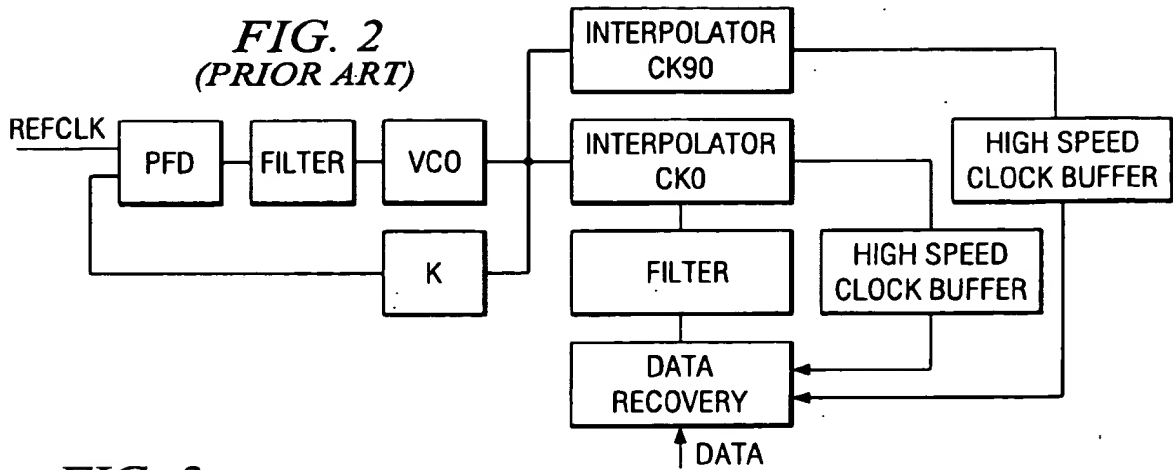 FIG. 2
(PRIOR ART)
INTERPOLATOR
CK90
REFCLK
PFD
FILTER
VCO
INTERPOLATOR
CK0
HIGH SPEED
CLOCK BUFFER
K
FILTER
HIGH SPEED
CLOCK BUFFER
DATA
RECOVERY
DATA